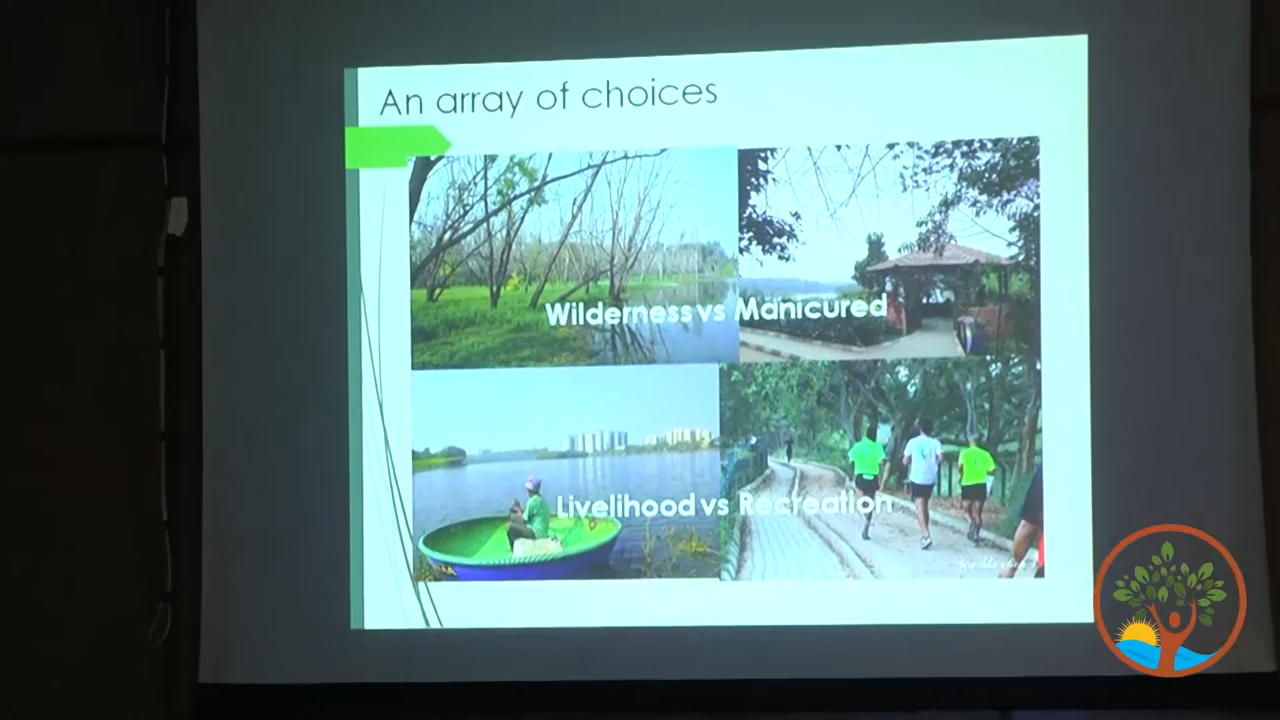 An array of choices
Wilderness vs Manicured
Livelihood vs Recreation